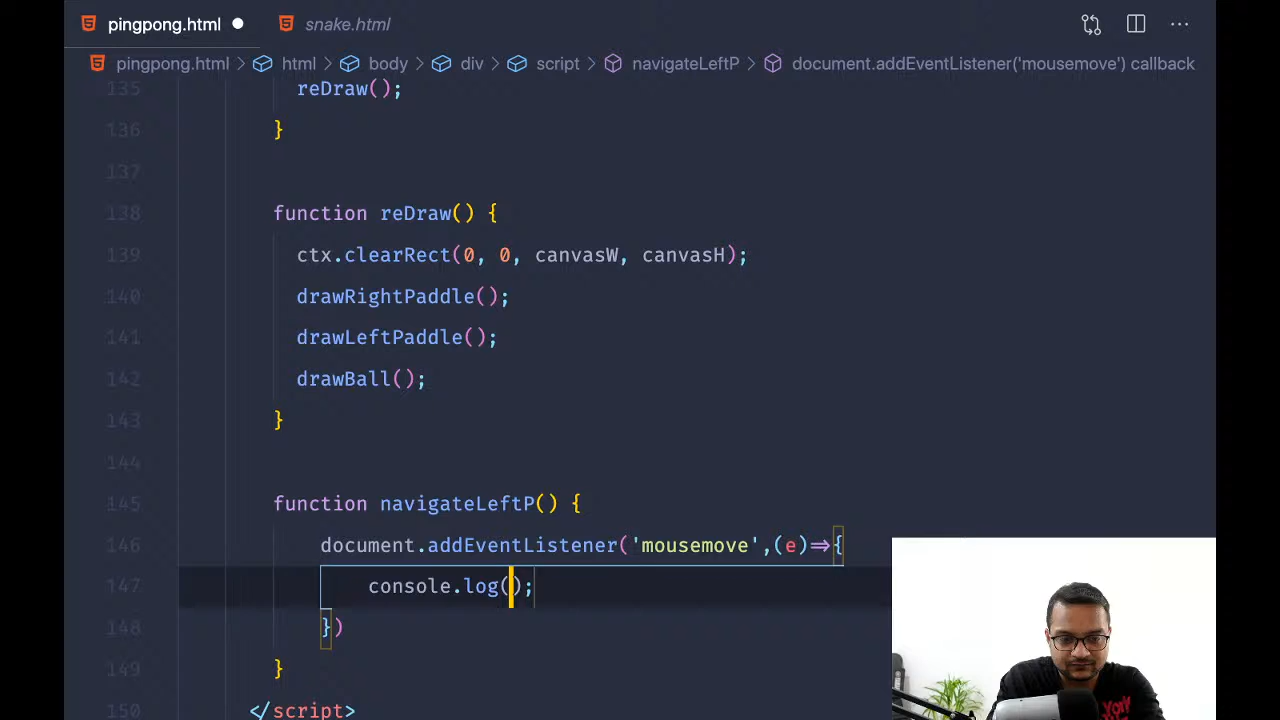 pingpong.html snake.html
pingpong.html > html > body > div > script > navigateLeftP > document.addEventListener('mousemove') callback
135 reDraw();
136 }
137
138 function reDraw() {
139 ctx.clearRect(0, 0, canvasW, canvasH);
140 drawRightPaddle();
141 drawLeftPaddle();
142 drawBall();
143 }
144
145 function navigateLeftP() {
146 document.addEventListener('mousemove',(e)⇒{
147 console.log();
148 })
149 }
150 </script>